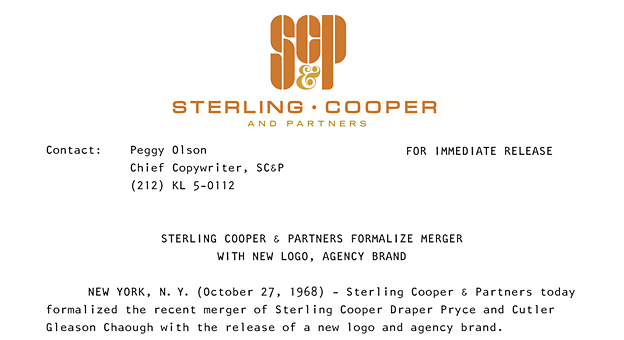 SC&P
STERLING · COOPER
AND PARTNERS
Contact: Peggy Olson FOR IMMEDIATE RELEASE
Chief Copywriter, SC&P
(212) KL 5-0112
STERLING COOPER & PARTNERS FORMALIZE MERGER
WITH NEW LOGO, AGENCY BRAND
NEW YORK, N.Y. (October 27, 1968) - Sterling Cooper & Partners today
formalized the recent merger of Sterling Cooper Draper Pryce and Cutler
Gleason Chaough with the release of a new logo and agency brand.